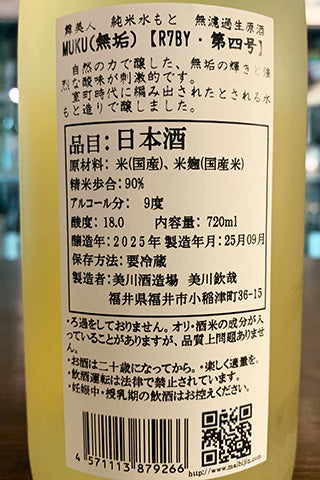 舞美人　純米水もと　無濾過生原酒
MUKU(無垢)【R7BY・第四号】
自然の力で醸した、無垢の輝きと強
烈な酸味が刺激的です。
室町時代に編み出されたとされる水
もと造りで醸しました。
品目：日本酒
原材料：米(国産)、米麹(国産米)
精米歩合：90%
アルコール分：　9度
酸度：18.0　内容量：720ml
醸造年：2025年 製造年月：25年09月
保存方法：要冷蔵
製造者：美川酒造場　美川欽哉
福井県福井市小稲津町36-15
・ろ過をしておりません。オリ・酒米の成分が入
っていることがありますが、品質上問題ありませ
ん。
・お酒は二十歳になってから。・楽しく適量を。
・飲酒運転は法律で禁止されています。
・妊娠中・授乳期の飲酒はお控えください。
4 571113 879266
http://www.maibijin.com